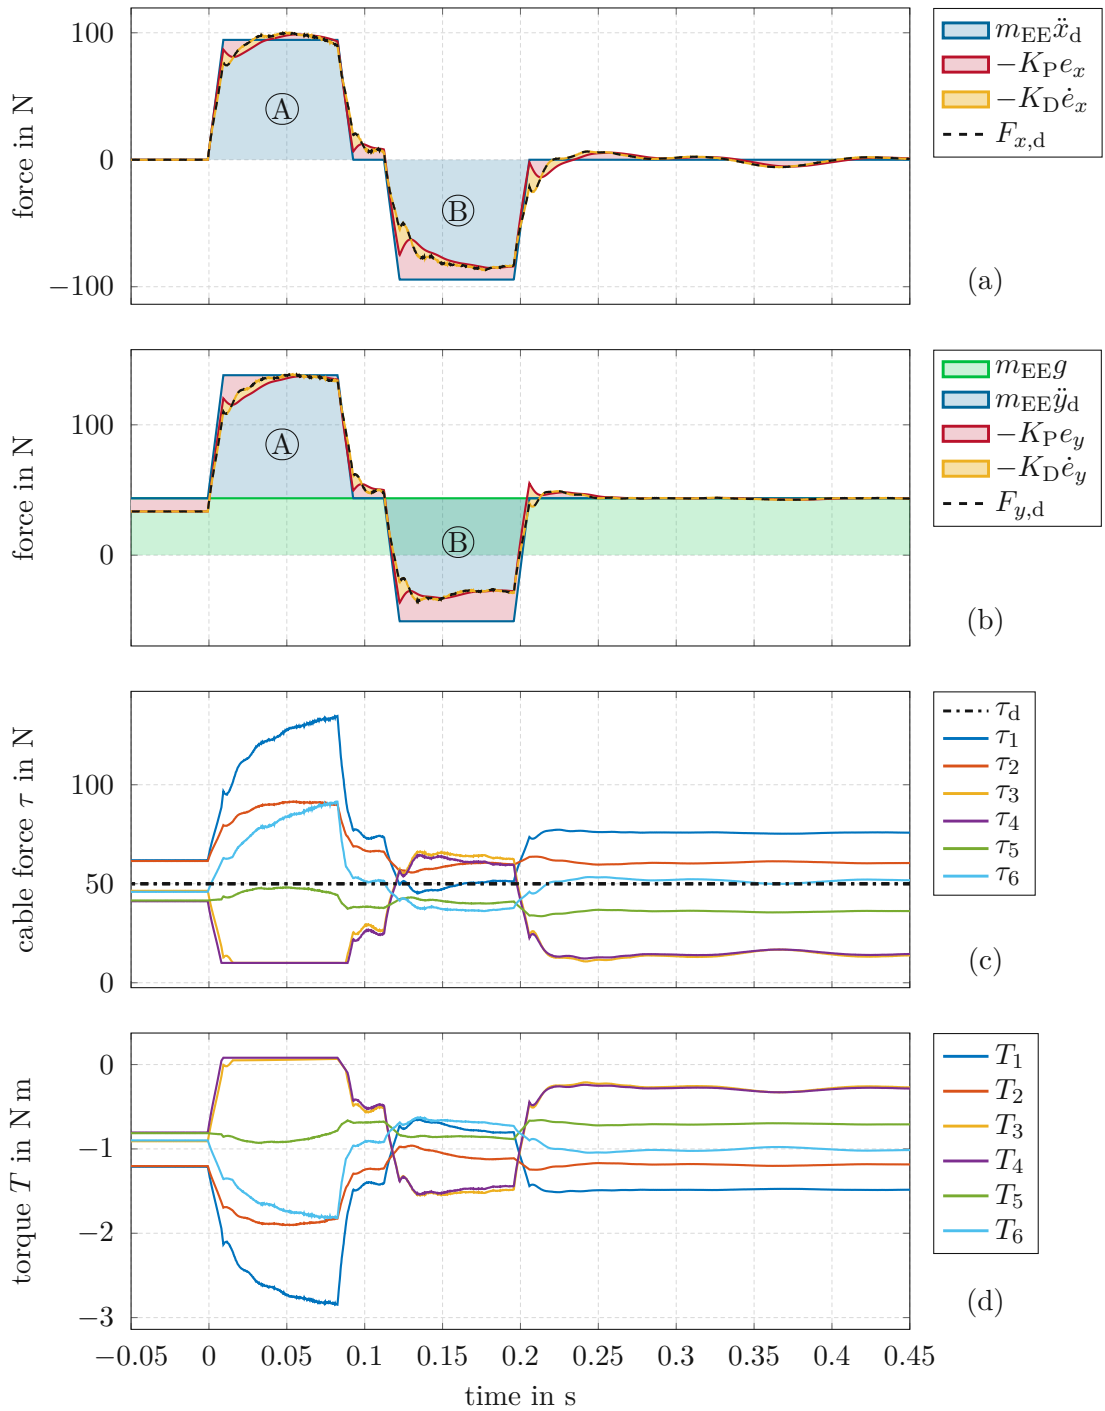 100
0
−100
force in N
A
B
m_EE ẍ_d
−K_P e_x
−K_D ė_x
F_x,d
(a)
100
0
force in N
A
B
m_EE g
m_EE ÿ_d
−K_P e_y
−K_D ė_y
F_y,d
(b)
100
50
0
cable force τ in N
τ_d
τ_1
τ_2
τ_3
τ_4
τ_5
τ_6
(c)
0
−1
−2
−3
torque T in N m
T_1
T_2
T_3
T_4
T_5
T_6
(d)
−0.05 0 0.05 0.1 0.15 0.2 0.25 0.3 0.35 0.4 0.45
time in s